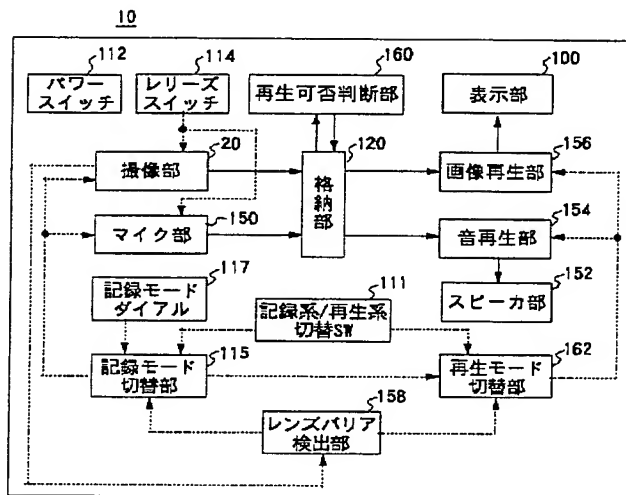 10
112
114
160
100
パワー
スイッチ
レリーズ
スイッチ
再生可否判断部
表示部
20
120
156
撮像部
格納部
画像再生部
150
154
マイク部
音再生部
117
111
152
記録モード
ダイアル
記録系/再生系
切替SW
スピーカ部
115
162
記録モード
切替部
再生モード
切替部
158
レンズバリア
検出部